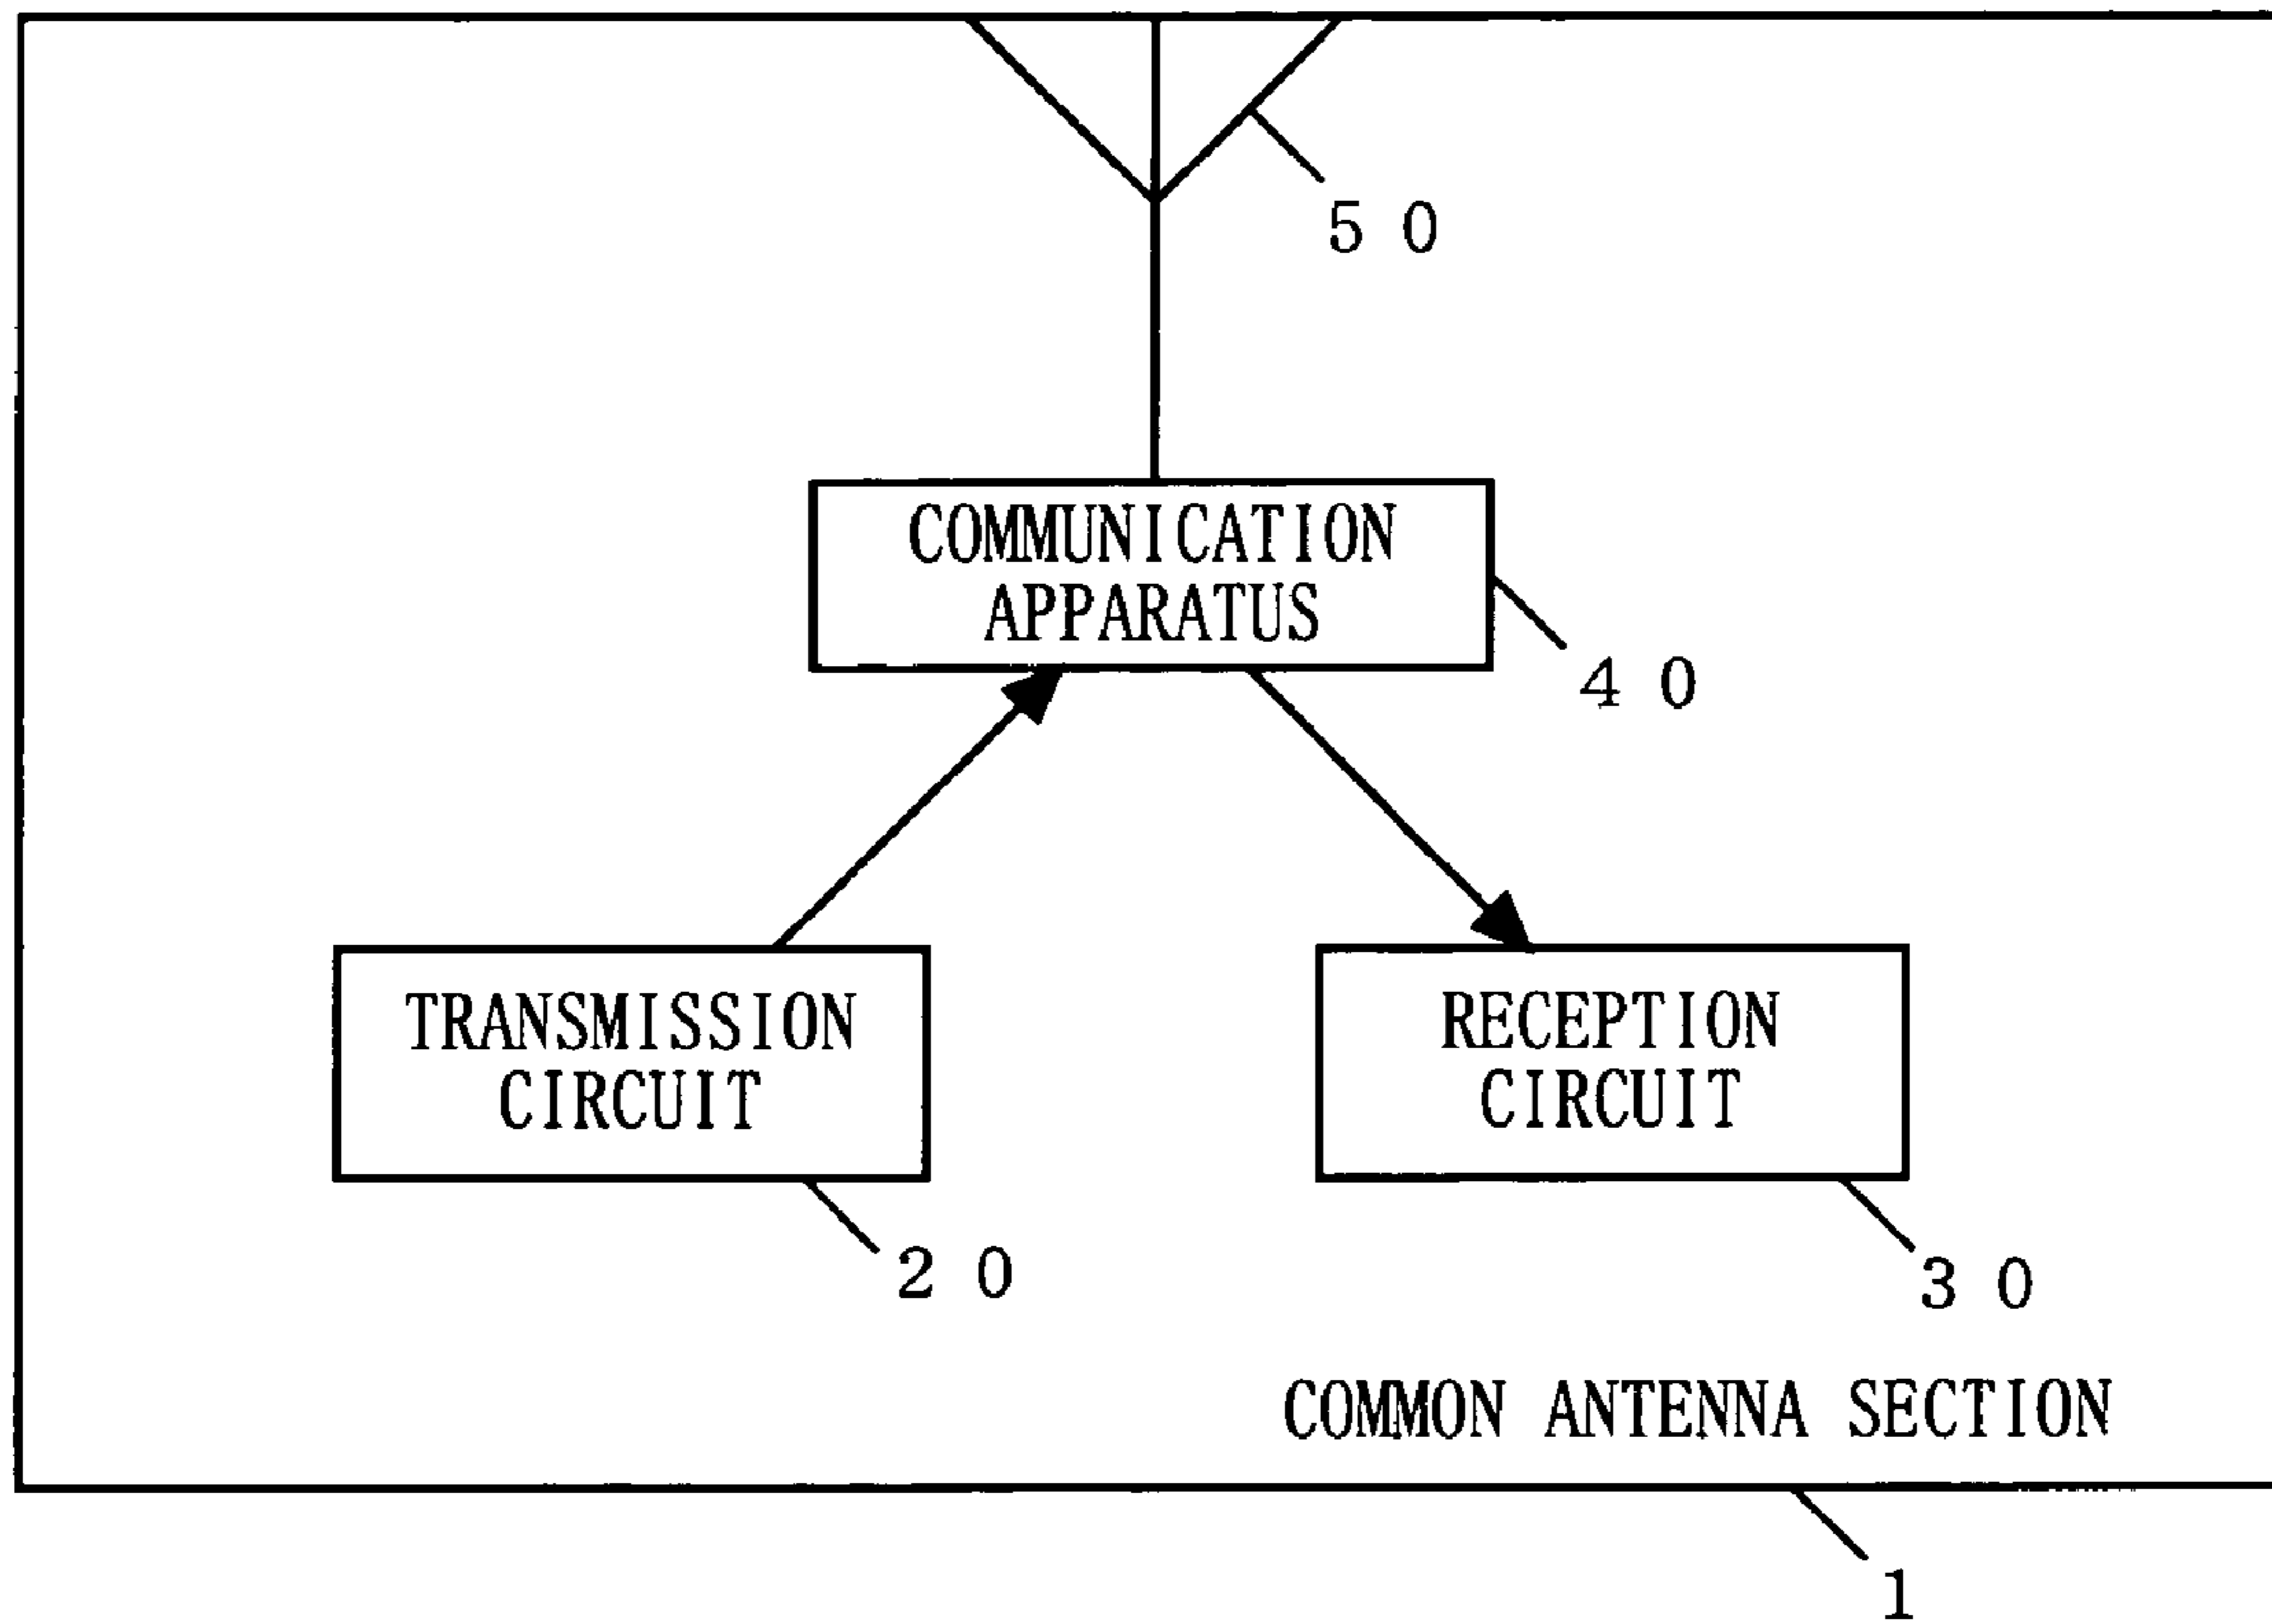 50
COMMUNICATION
APPARATUS
40
TRANSMISSION
CIRCUIT
RECEPTION
CIRCUIT
20
30
COMMON ANTENNA SECTION
1